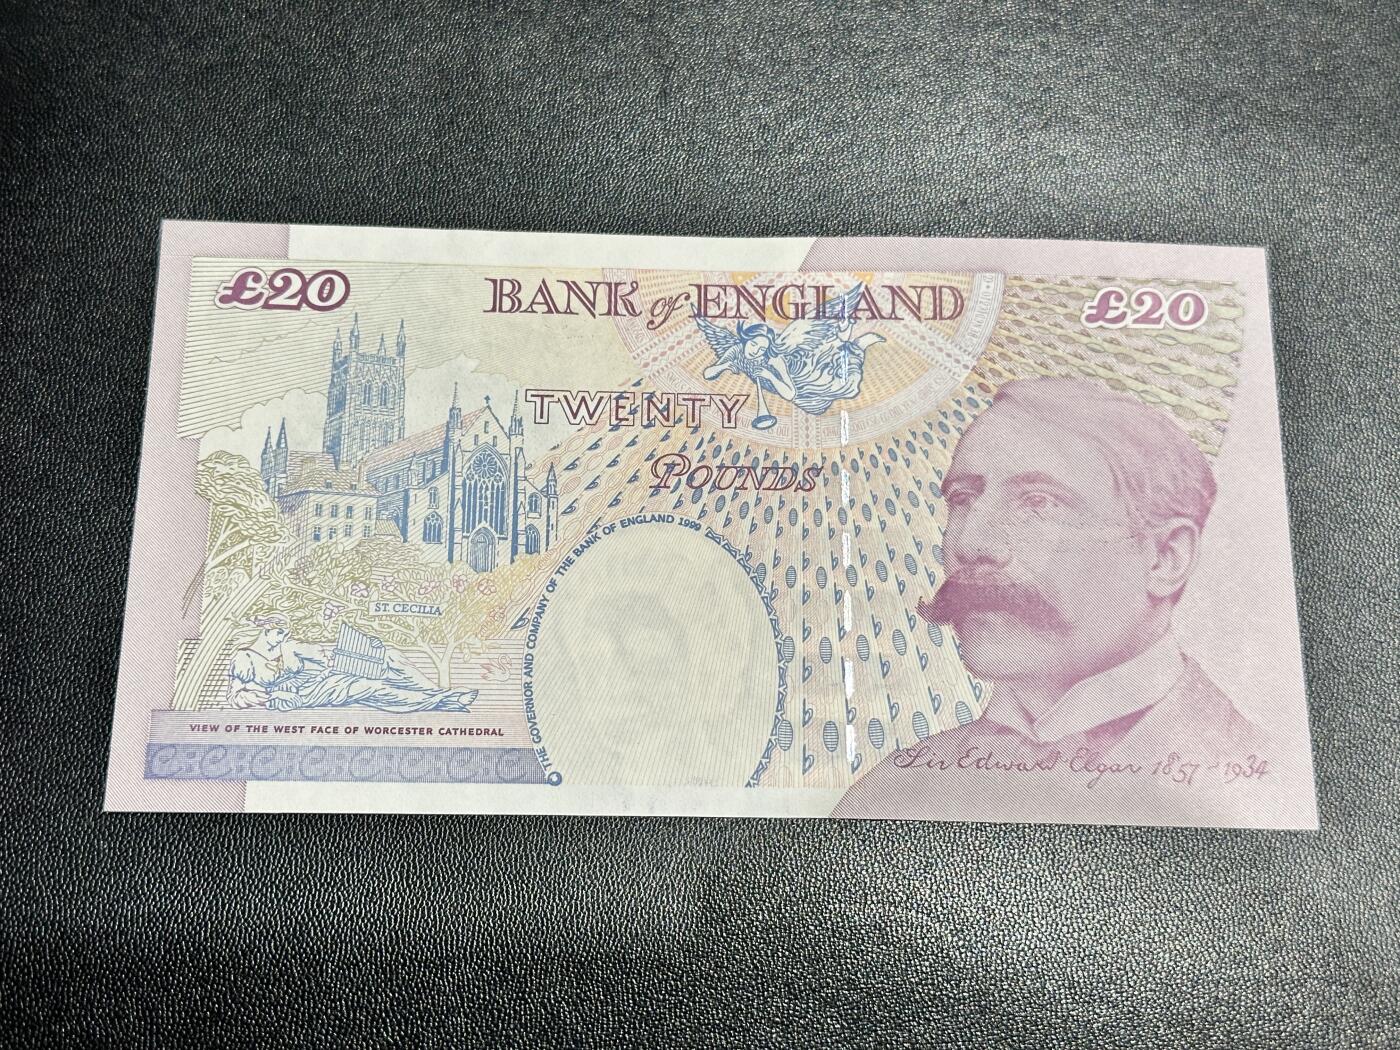 £20
BANK of ENGLAND
£20
TWENTY
POUNDS
© THE GOVERNOR AND COMPANY OF THE BANK OF ENGLAND 1999
ST. CECILIA
VIEW OF THE WEST FACE OF WORCESTER CATHEDRAL
Sir Edward Elgar 1857-1934